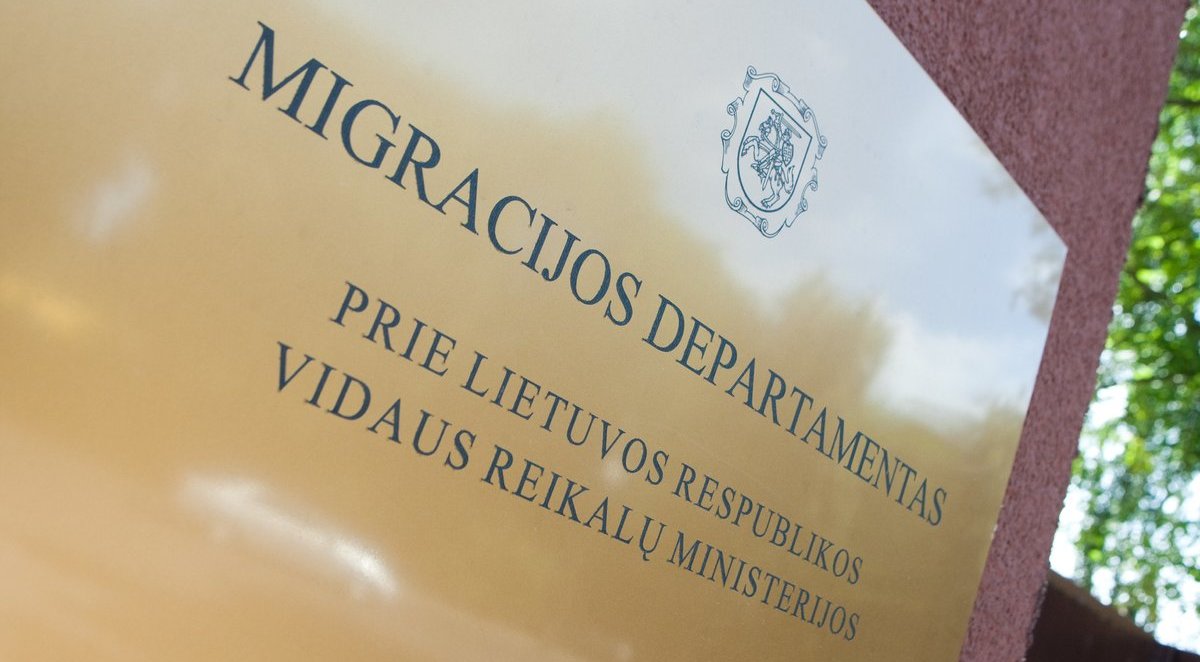 MIGRACIJOS DEPARTAMENTAS
PRIE LIETUVOS RESPUBLIKOS
VIDAUS REIKALŲ MINISTERIJOS